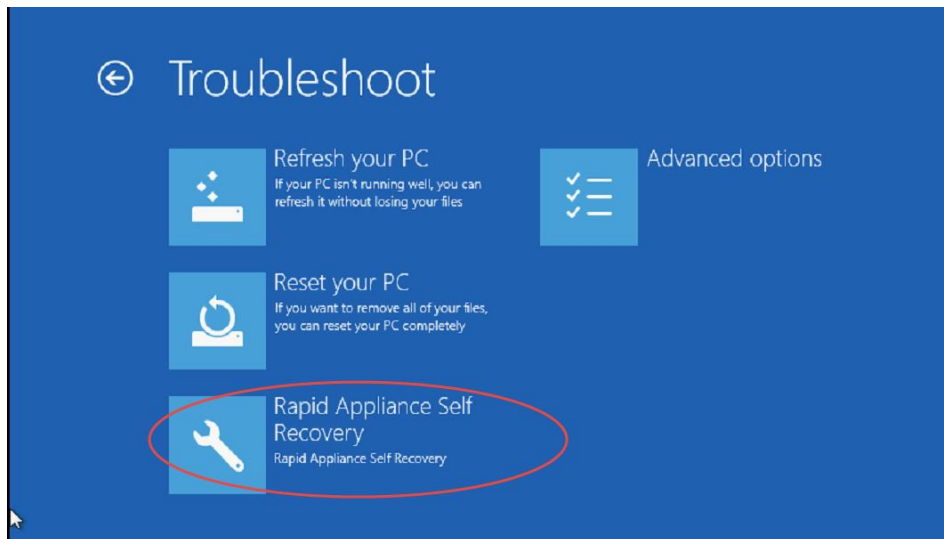 Troubleshoot
Refresh your PC
If your PC isn't running well, you can
refresh it without losing your files
Advanced options
Reset your PC
If you want to remove all of your files,
you can reset your PC completely
Rapid Appliance Self
Recovery
Rapid Appliance Self Recovery